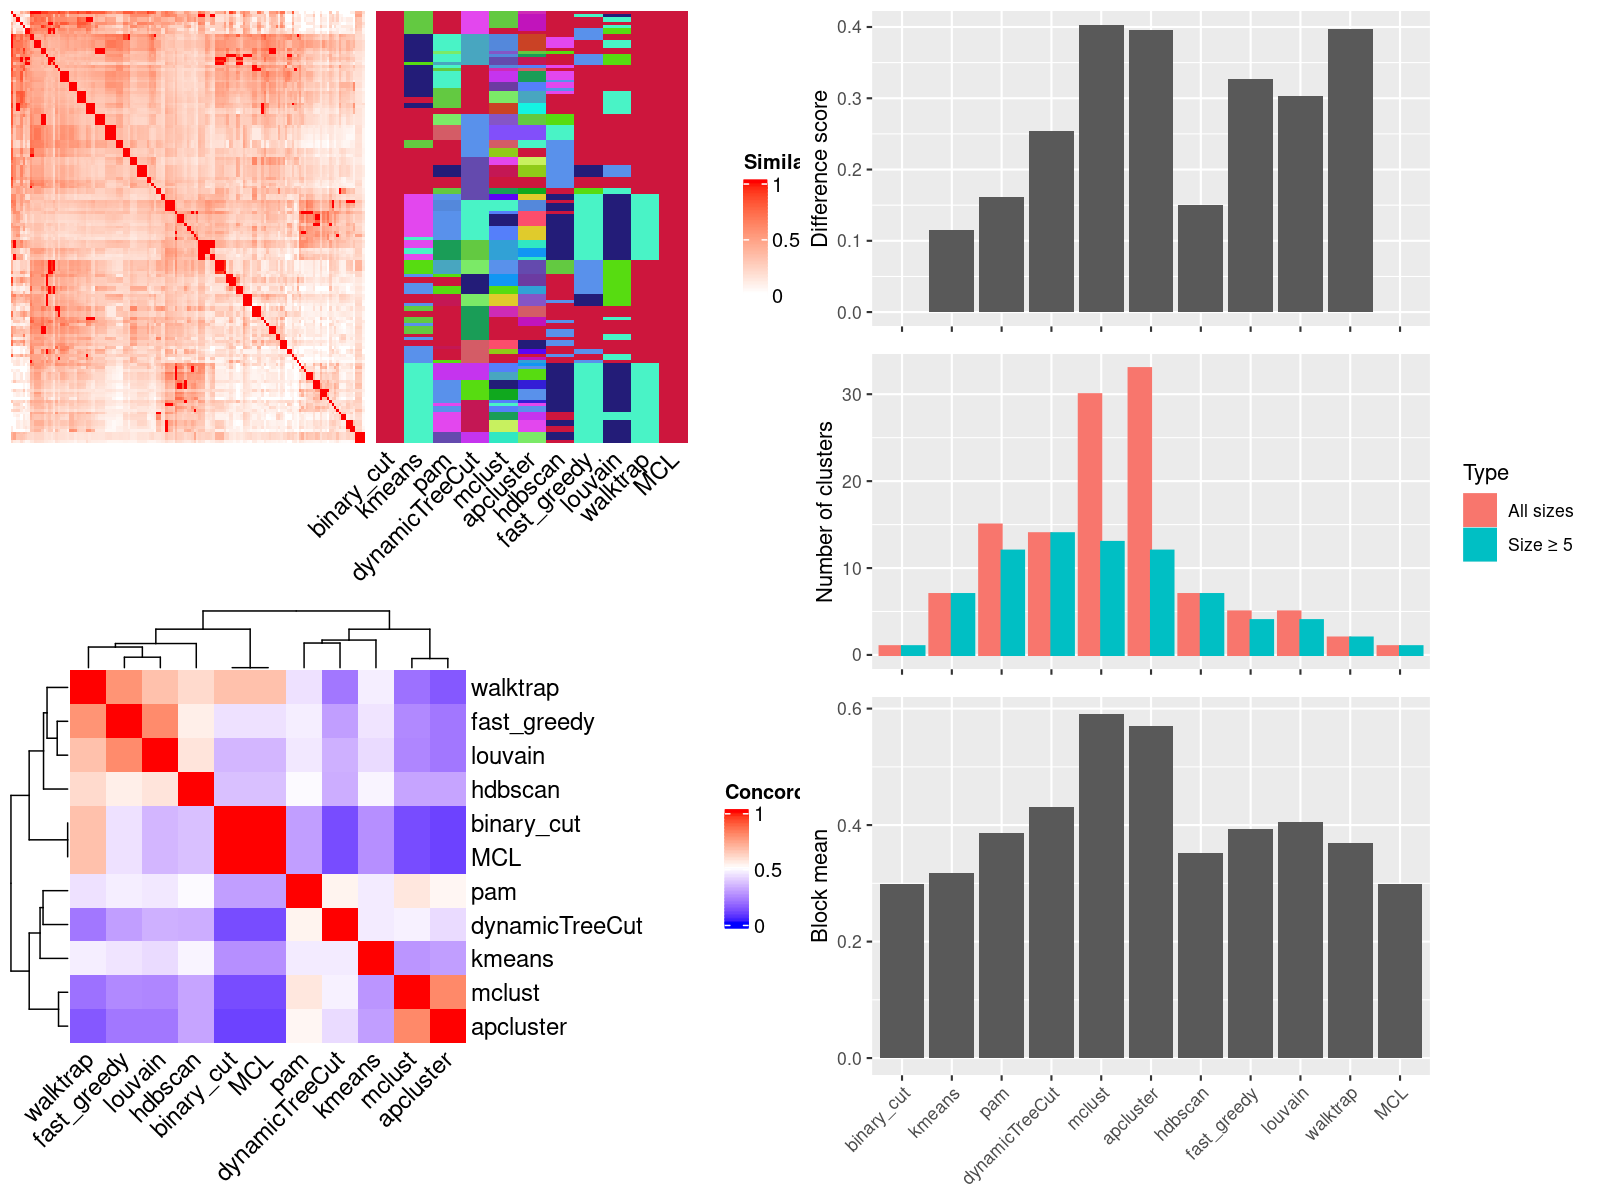 Simila
1
0.5
0
binary_cut
kmeans
pam
dynamicTreeCut
mclust
apcluster
hdbscan
fast_greedy
louvain
walktrap
MCL
walktrap
fast_greedy
louvain
hdbscan
binary_cut
MCL
pam
dynamicTreeCut
kmeans
mclust
apcluster
walktrap
fast_greedy
louvain
hdbscan
binary_cut
MCL
pam
dynamicTreeCut
kmeans
mclust
apcluster
Concord
1
0.5
0
Difference score
0.4
0.3
0.2
0.1
0.0
Number of clusters
30
20
10
0
Type
All sizes
Size ≥ 5
Block mean
0.6
0.4
0.2
0.0
binary_cut
kmeans
pam
dynamicTreeCut
mclust
apcluster
hdbscan
fast_greedy
louvain
walktrap
MCL